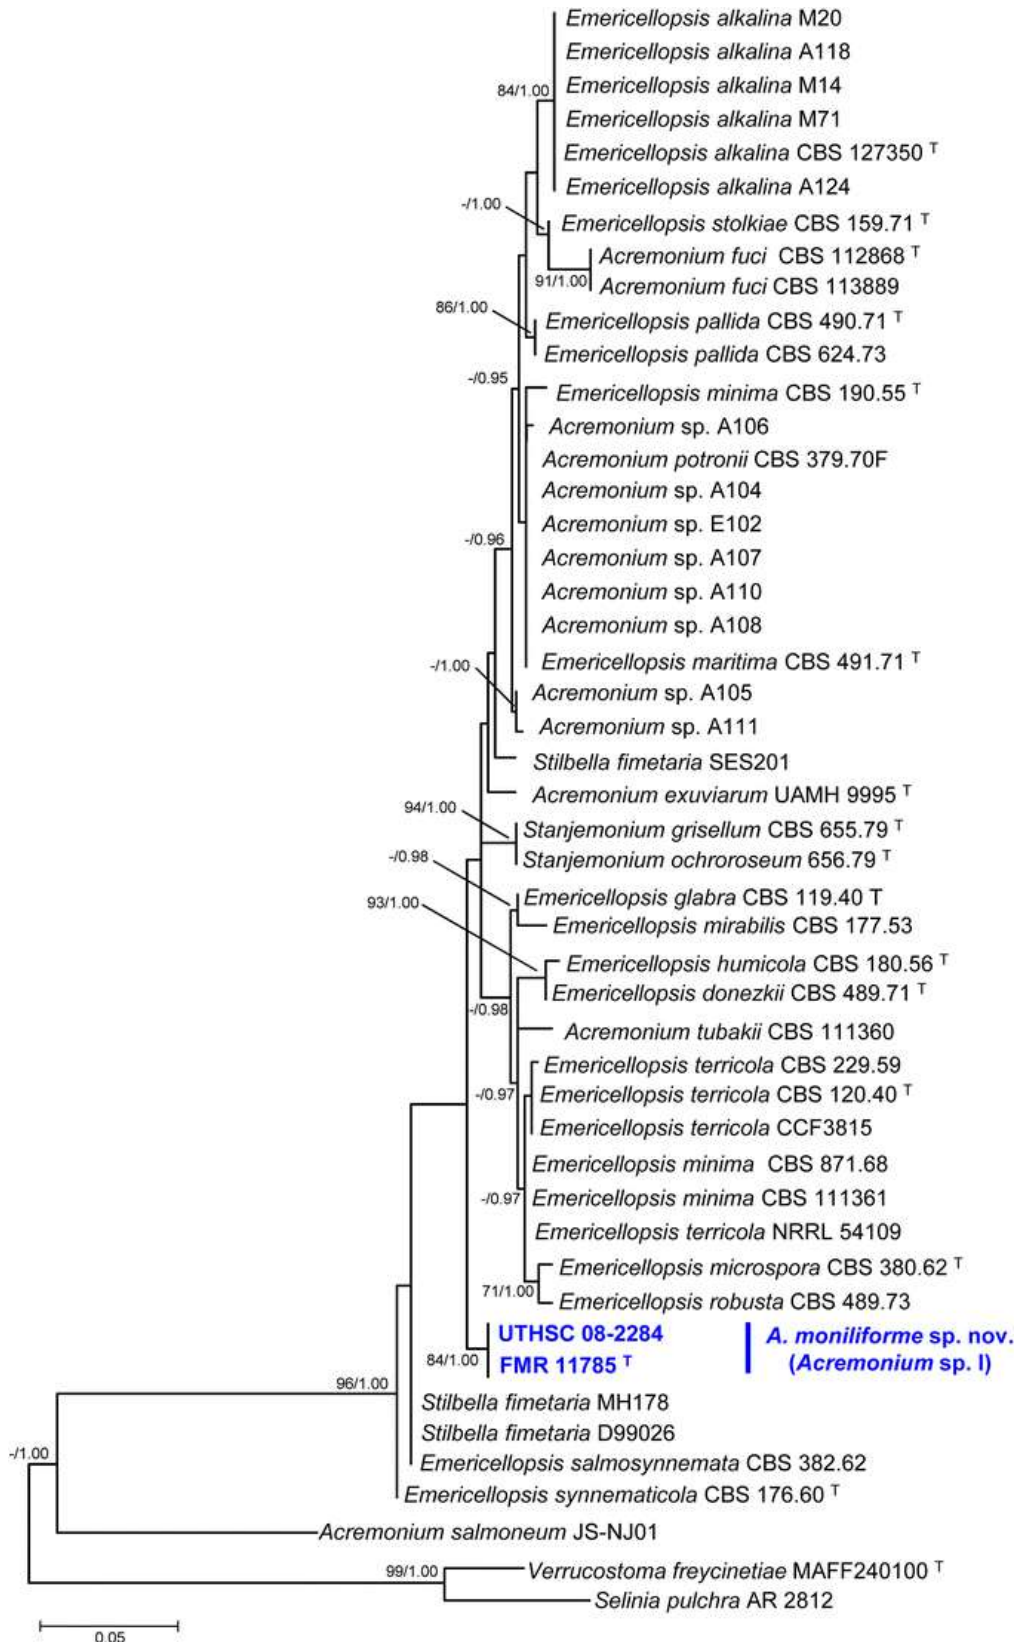 Emericellopsis alkalina M20
Emericellopsis alkalina A118
Emericellopsis alkalina M14
84/1.00
Emericellopsis alkalina M71
Emericellopsis alkalina CBS 127350 T
Emericellopsis alkalina A124
-/1.00
Emericellopsis stolkiae CBS 159.71 T
Acremonium fuci CBS 112868 T
91/1.00
Acremonium fuci CBS 113889
86/1.00
Emericellopsis pallida CBS 490.71 T
Emericellopsis pallida CBS 624.73
-/0.95
Emericellopsis minima CBS 190.55 T
Acremonium sp. A106
Acremonium potronii CBS 379.70F
Acremonium sp. A104
Acremonium sp. E102
-/0.96
Acremonium sp. A107
Acremonium sp. A110
Acremonium sp. A108
Emericellopsis maritima CBS 491.71 T
-/1.00
Acremonium sp. A105
Acremonium sp. A111
Stilbella fimetaria SES201
Acremonium exuviarum UAMH 9995 T
94/1.00
Stanjemonium grisellum CBS 655.79 T
Stanjemonium ochroroseum 656.79 T
-/0.98
Emericellopsis glabra CBS 119.40 T
93/1.00
Emericellopsis mirabilis CBS 177.53
Emericellopsis humicola CBS 180.56 T
Emericellopsis donezkii CBS 489.71 T
-/0.98
Acremonium tubakii CBS 111360
Emericellopsis terricola CBS 229.59
-/0.97
Emericellopsis terricola CBS 120.40 T
Emericellopsis terricola CCF3815
Emericellopsis minima CBS 871.68
-/0.97
Emericellopsis minima CBS 111361
Emericellopsis terricola NRRL 54109
Emericellopsis microspora CBS 380.62 T
71/1.00
Emericellopsis robusta CBS 489.73
UTHSC 08-2284
A. moniliforme sp. nov.
84/1.00
FMR 11785 T
(Acremonium sp. I)
96/1.00
Stilbella fimetaria MH178
Stilbella fimetaria D99026
-/1.00
Emericellopsis salmosynnemata CBS 382.62
Emericellopsis synnematicola CBS 176.60 T
Acremonium salmoneum JS-NJ01
99/1.00
Verrucostoma freycinetiae MAFF240100 T
Selinia pulchra AR 2812
0.05